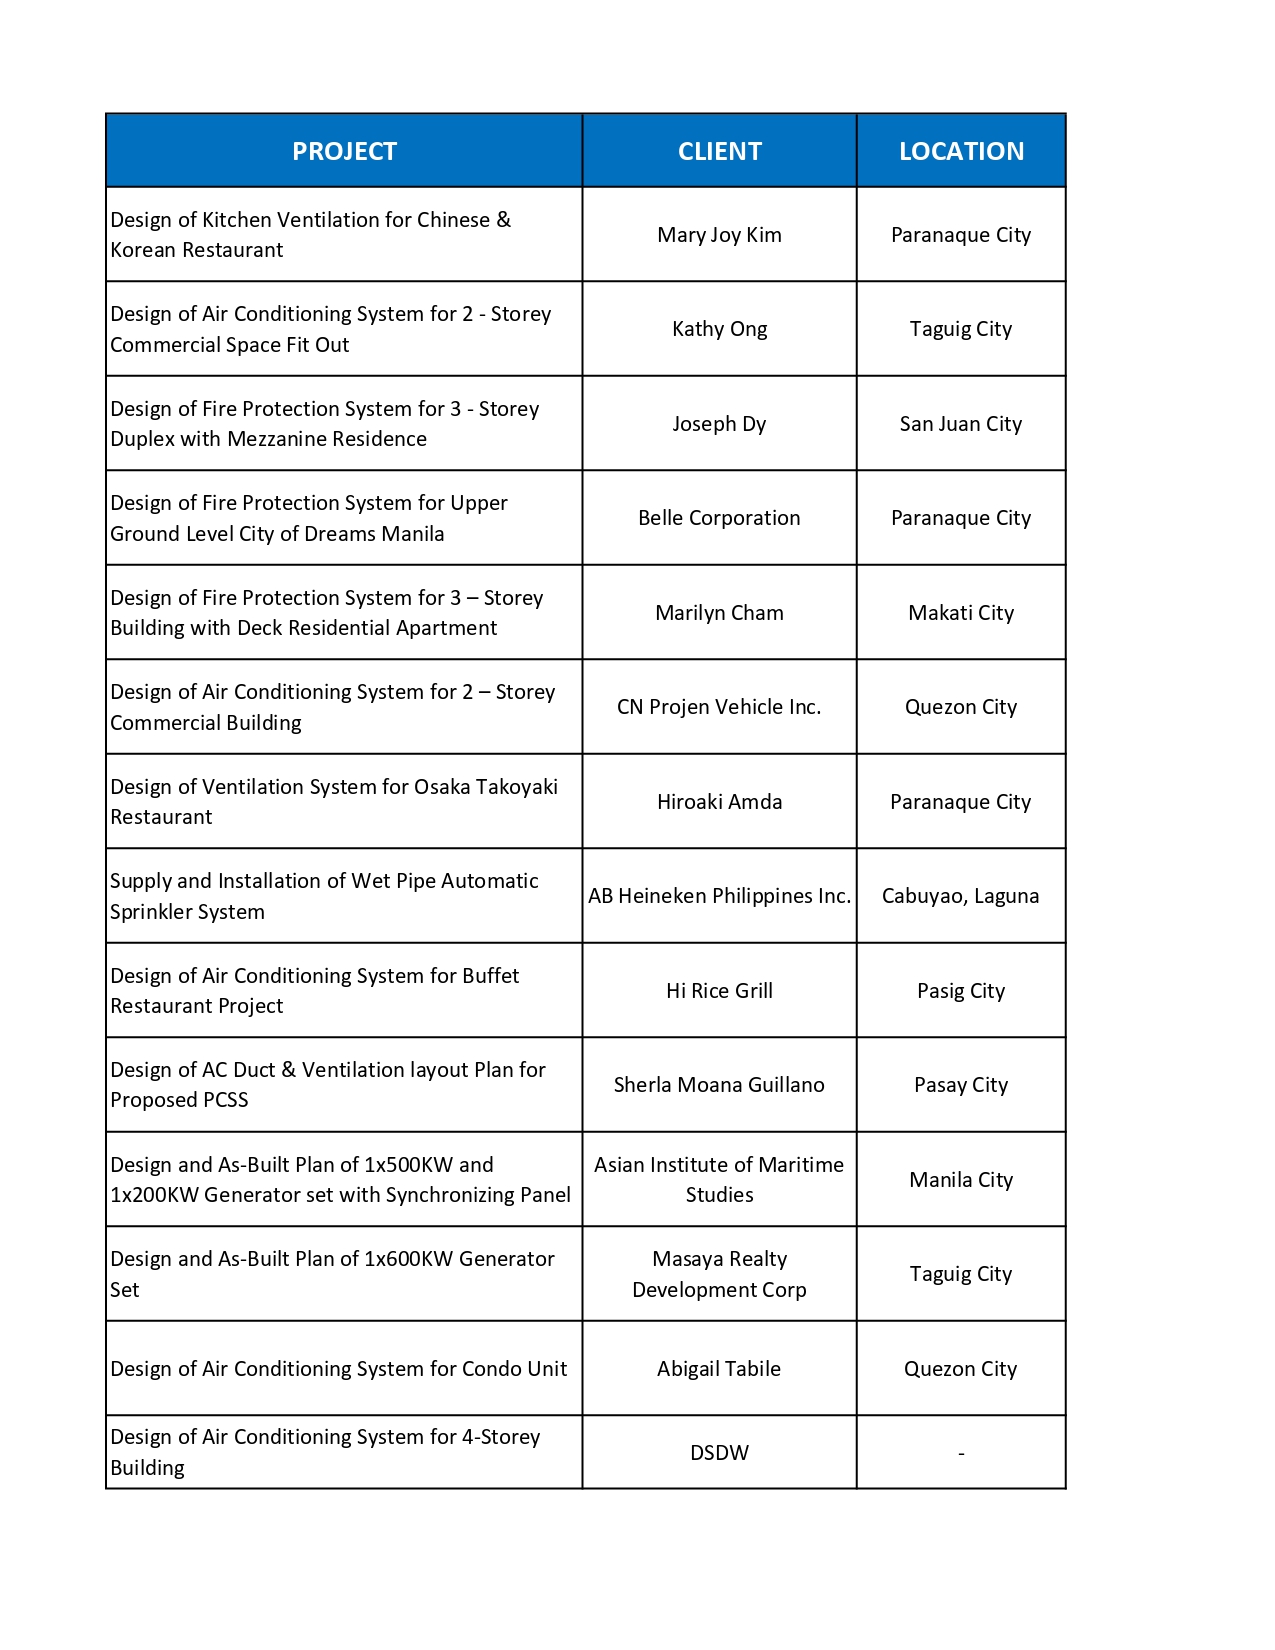 PROJECT CLIENT LOCATION
Design of Kitchen Ventilation for Chinese &
Korean Restaurant
Mary Joy Kim
Paranaque City
Design of Air Conditioning System for 2 - Storey
Commercial Space Fit Out
Kathy Ong
Taguig City
Design of Fire Protection System for 3 - Storey
Duplex with Mezzanine Residence
Joseph Dy
San Juan City
Design of Fire Protection System for Upper
Ground Level City of Dreams Manila
Belle Corporation
Paranaque City
Design of Fire Protection System for 3 – Storey
Building with Deck Residential Apartment
Marilyn Cham
Makati City
Design of Air Conditioning System for 2 – Storey
Commercial Building
CN Projen Vehicle Inc.
Quezon City
Design of Ventilation System for Osaka Takoyaki
Restaurant
Hiroaki Amda
Paranaque City
Supply and Installation of Wet Pipe Automatic
Sprinkler System
AB Heineken Philippines Inc.
Cabuyao, Laguna
Design of Air Conditioning System for Buffet
Restaurant Project
Hi Rice Grill
Pasig City
Design of AC Duct & Ventilation layout Plan for
Proposed PCSS
Sherla Moana Guillano
Pasay City
Design and As-Built Plan of 1x500KW and
1x200KW Generator set with Synchronizing Panel
Asian Institute of Maritime
Studies
Manila City
Design and As-Built Plan of 1x600KW Generator
Set
Masaya Realty
Development Corp
Taguig City
Design of Air Conditioning System for Condo Unit
Abigail Tabile
Quezon City
Design of Air Conditioning System for 4-Storey
Building
DSDW
-